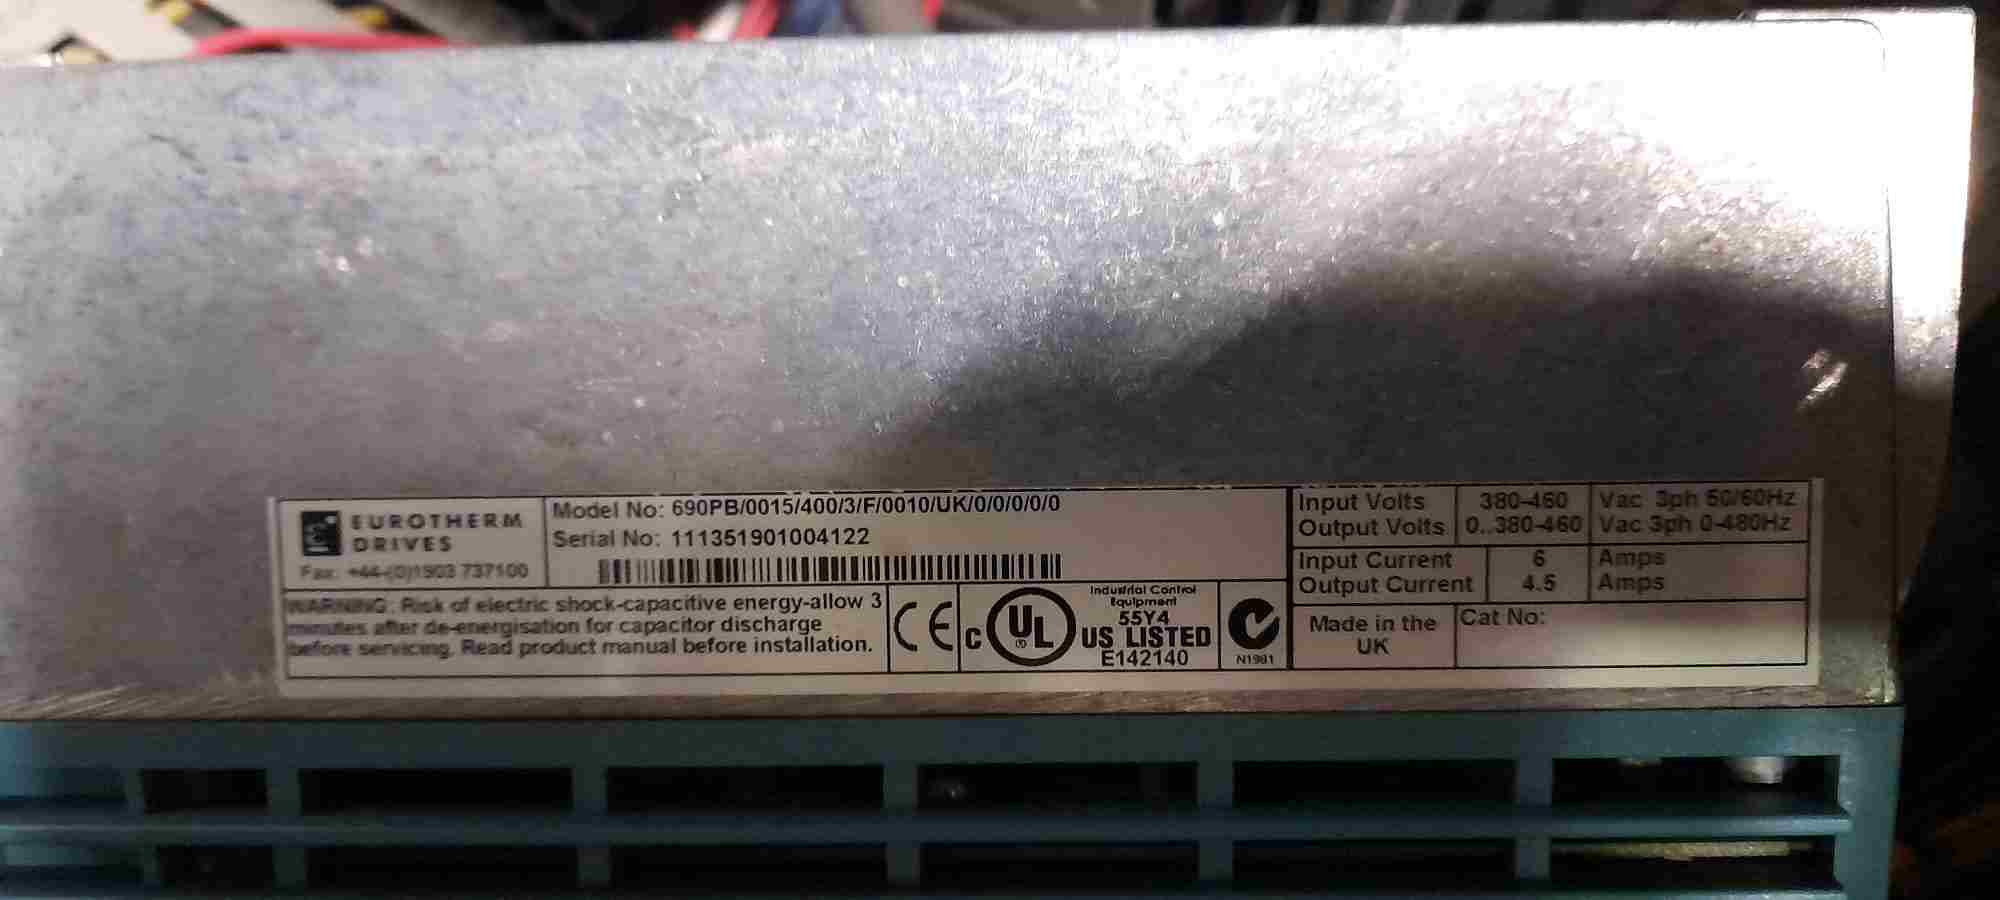 EUROTHERM
DRIVES
Fax: +44-(0)1903 737100
Model No: 690PB/0015/400/3/F/0010/UK/0/0/0/0/0
Serial No: 111351901004122
WARNING: Risk of electric shock-capacitive energy-allow 3
minutes after de-energisation for capacitor discharge
before servicing. Read product manual before installation.
CE
C UL ® US LISTED
Industrial Control
Equipment
55Y4
E142140
N1981
Input Volts 380-460 Vac 3ph 50/60Hz
Output Volts 0..380-460 Vac 3ph 0-480Hz
Input Current 6 Amps
Output Current 4.5 Amps
Made in the
UK
Cat No: